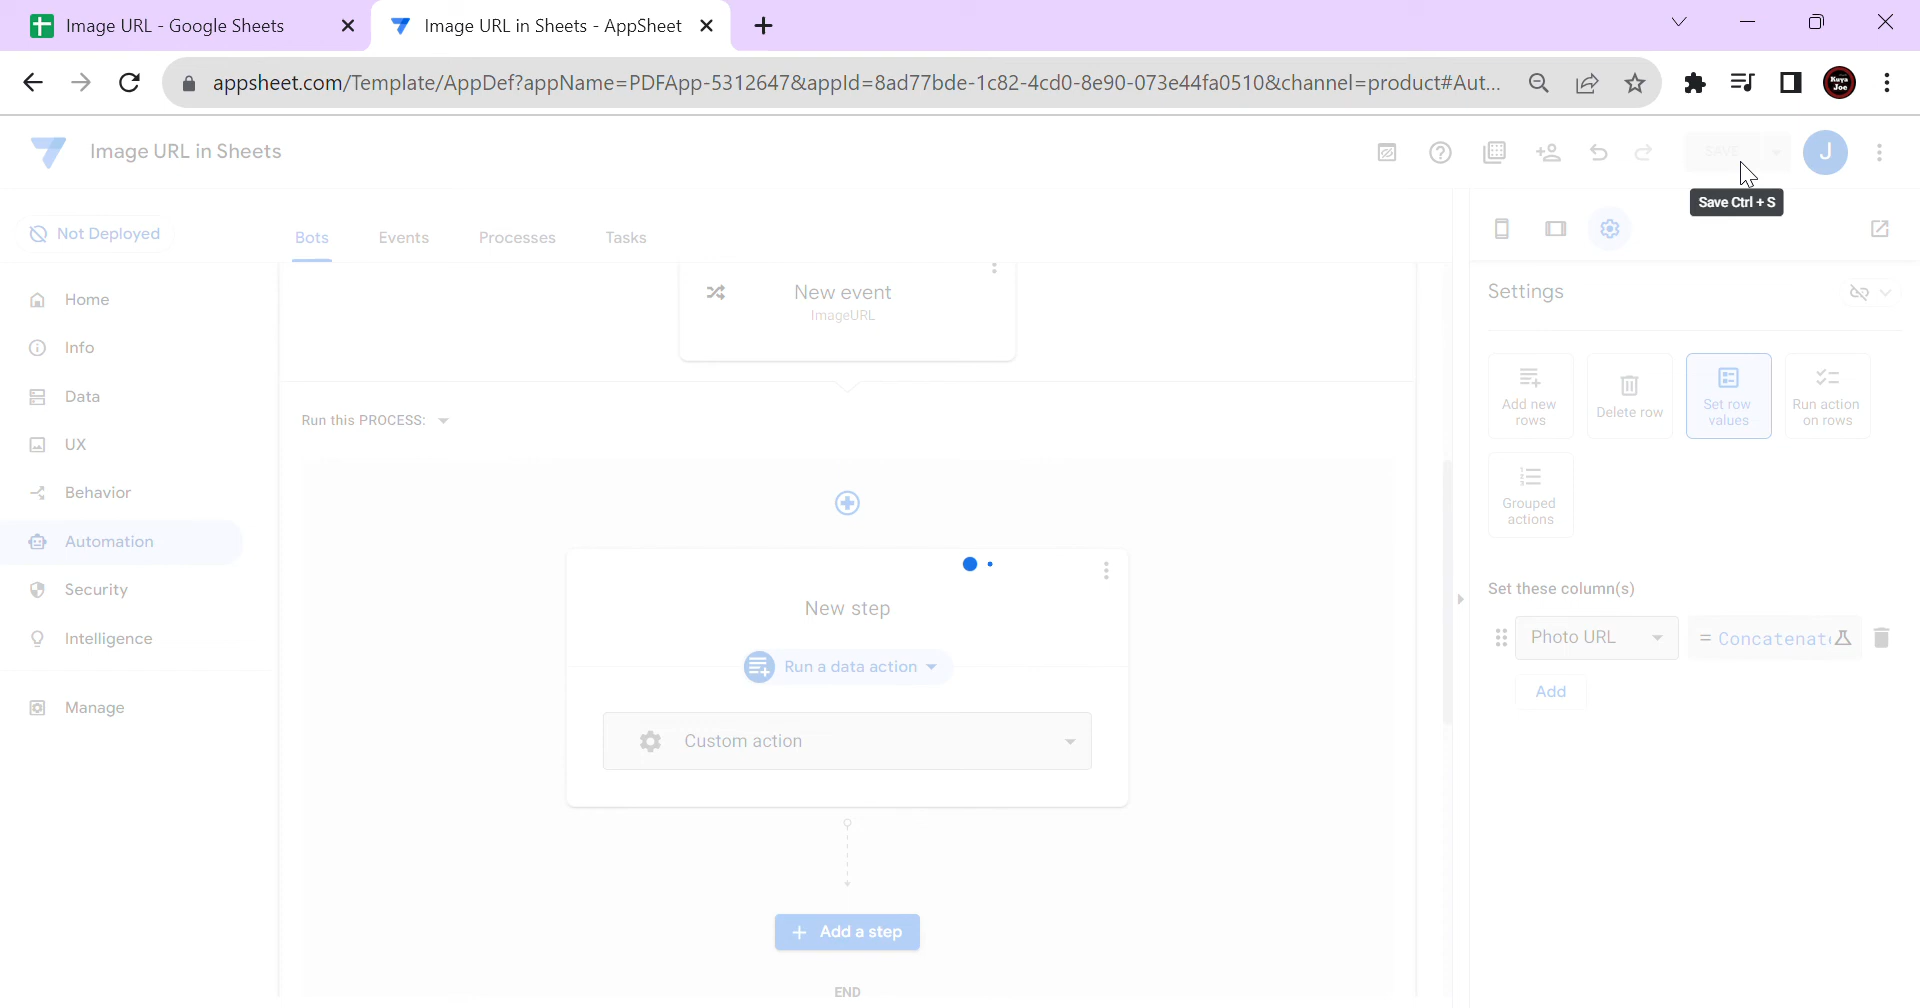 Image URL - Google Sheets
Image URL in Sheets - AppSheet
appsheet.com/Template/AppDef?appName=PDFApp-5312647&appId=8ad77bde-1c82-4cd0-8e90-073e44fa0510&channel=product#Aut...
Kuya Joe
Image URL in Sheets
SAVE
J
Save Ctrl + S
Not Deployed
Bots
Events
Processes
Tasks
Home
Info
Data
UX
Behavior
Automation
Security
Intelligence
Manage
New event
ImageURL
Run this PROCESS:
New step
Run a data action
Custom action
Add a step
END
Settings
Add new
rows
Delete row
Set row
values
Run action
on rows
Grouped
actions
Set these column(s)
Photo URL
= Concatenat
Add